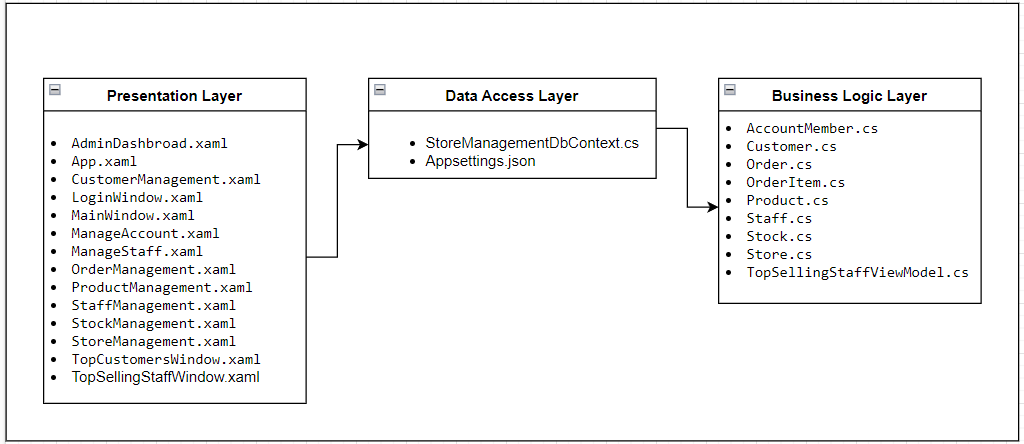 Presentation Layer
AdminDashbroad.xaml
App.xaml
CustomerManagement.xaml
LoginWindow.xaml
MainWindow.xaml
ManageAccount.xaml
ManageStaff.xaml
OrderManagement.xaml
ProductManagement.xaml
StaffManagement.xaml
StockManagement.xaml
StoreManagement.xaml
TopCustomersWindow.xaml
TopSellingStaffWindow.xaml
Data Access Layer
StoreManagementDbContext.cs
Appsettings.json
Business Logic Layer
AccountMember.cs
Customer.cs
Order.cs
OrderItem.cs
Product.cs
Staff.cs
Stock.cs
Store.cs
TopSellingStaffViewModel.cs